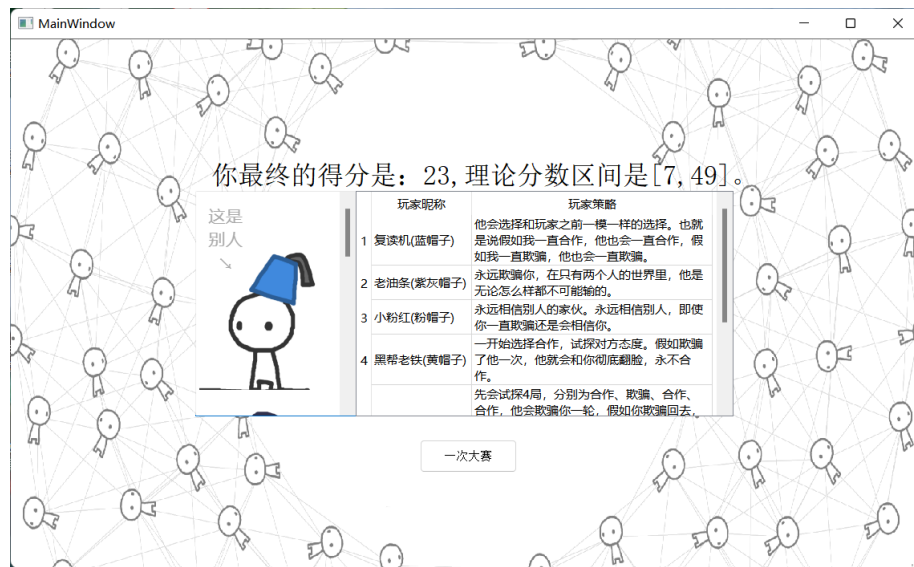 MainWindow
你最终的得分是：23,理论分数区间是[7,49]。
这是
别人
玩家昵称 玩家策略
他会选择和玩家之前一模一样的选择。也就
1 复读机(蓝帽子) 是说假如我一直合作，他也会一直合作，假
如我一直欺骗，他也会一直欺骗。
2 老油条(紫灰帽子) 永远欺骗你，在只有两个人的世界里，他是
无论怎么样都不可能输的。
3 小粉红(粉帽子) 永远相信别人的家伙。永远相信别人，即使
你一直欺骗还是会相信你。
一开始选择合作，试探对方态度。假如欺骗
4 黑帮老铁(黄帽子) 了他一次，他就会和你彻底翻脸，永不合
作。
先会试探4局，分别为合作、欺骗、合作、
合作，他会欺骗你一轮，假如你欺骗回去，
一次大赛